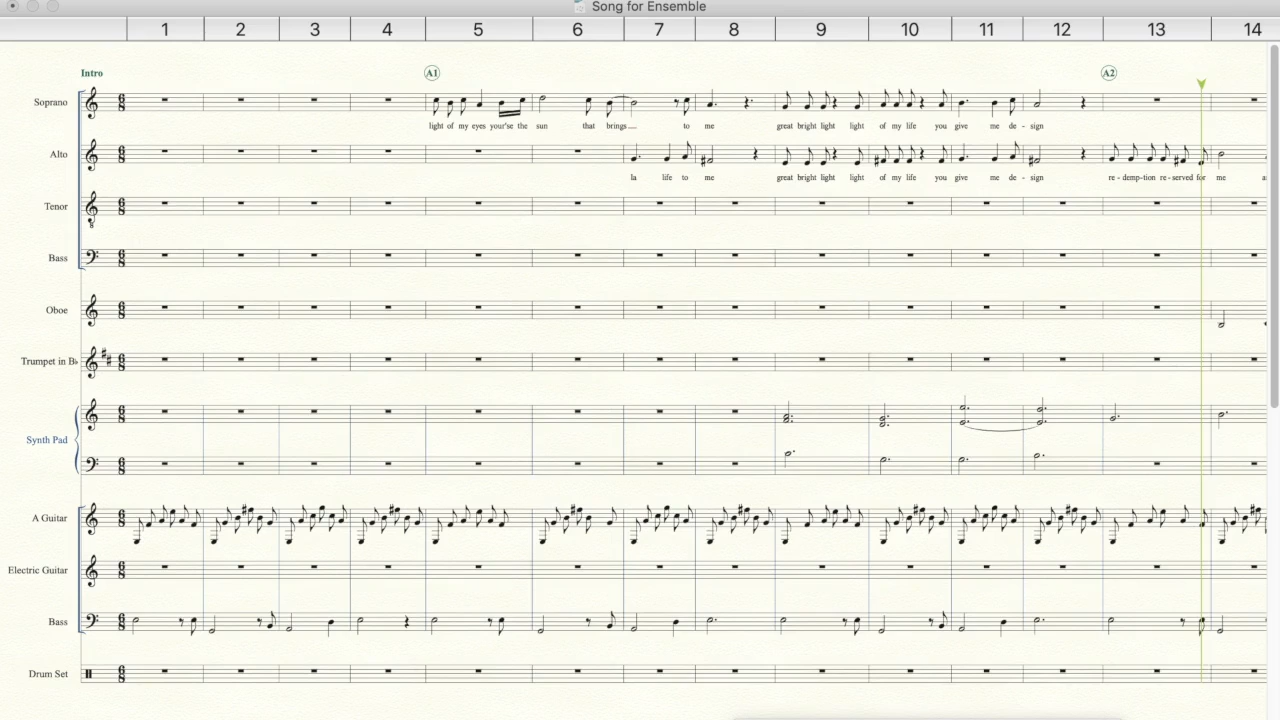 Song for Ensemble
1 2 3 4 5 6 7 8 9 10 11 12 13 14
Intro A1 A2
Soprano
light of my eyes your'se the sun that brings to me great bright light light of my life you give me de - sign
Alto
la life to me great bright light light of my life you give me de - sign re - demp - tion re - served for me
Tenor
8
Bass
Oboe
Trumpet in B♭
Synth Pad
A Guitar
Electric Guitar
Bass
Drum Set